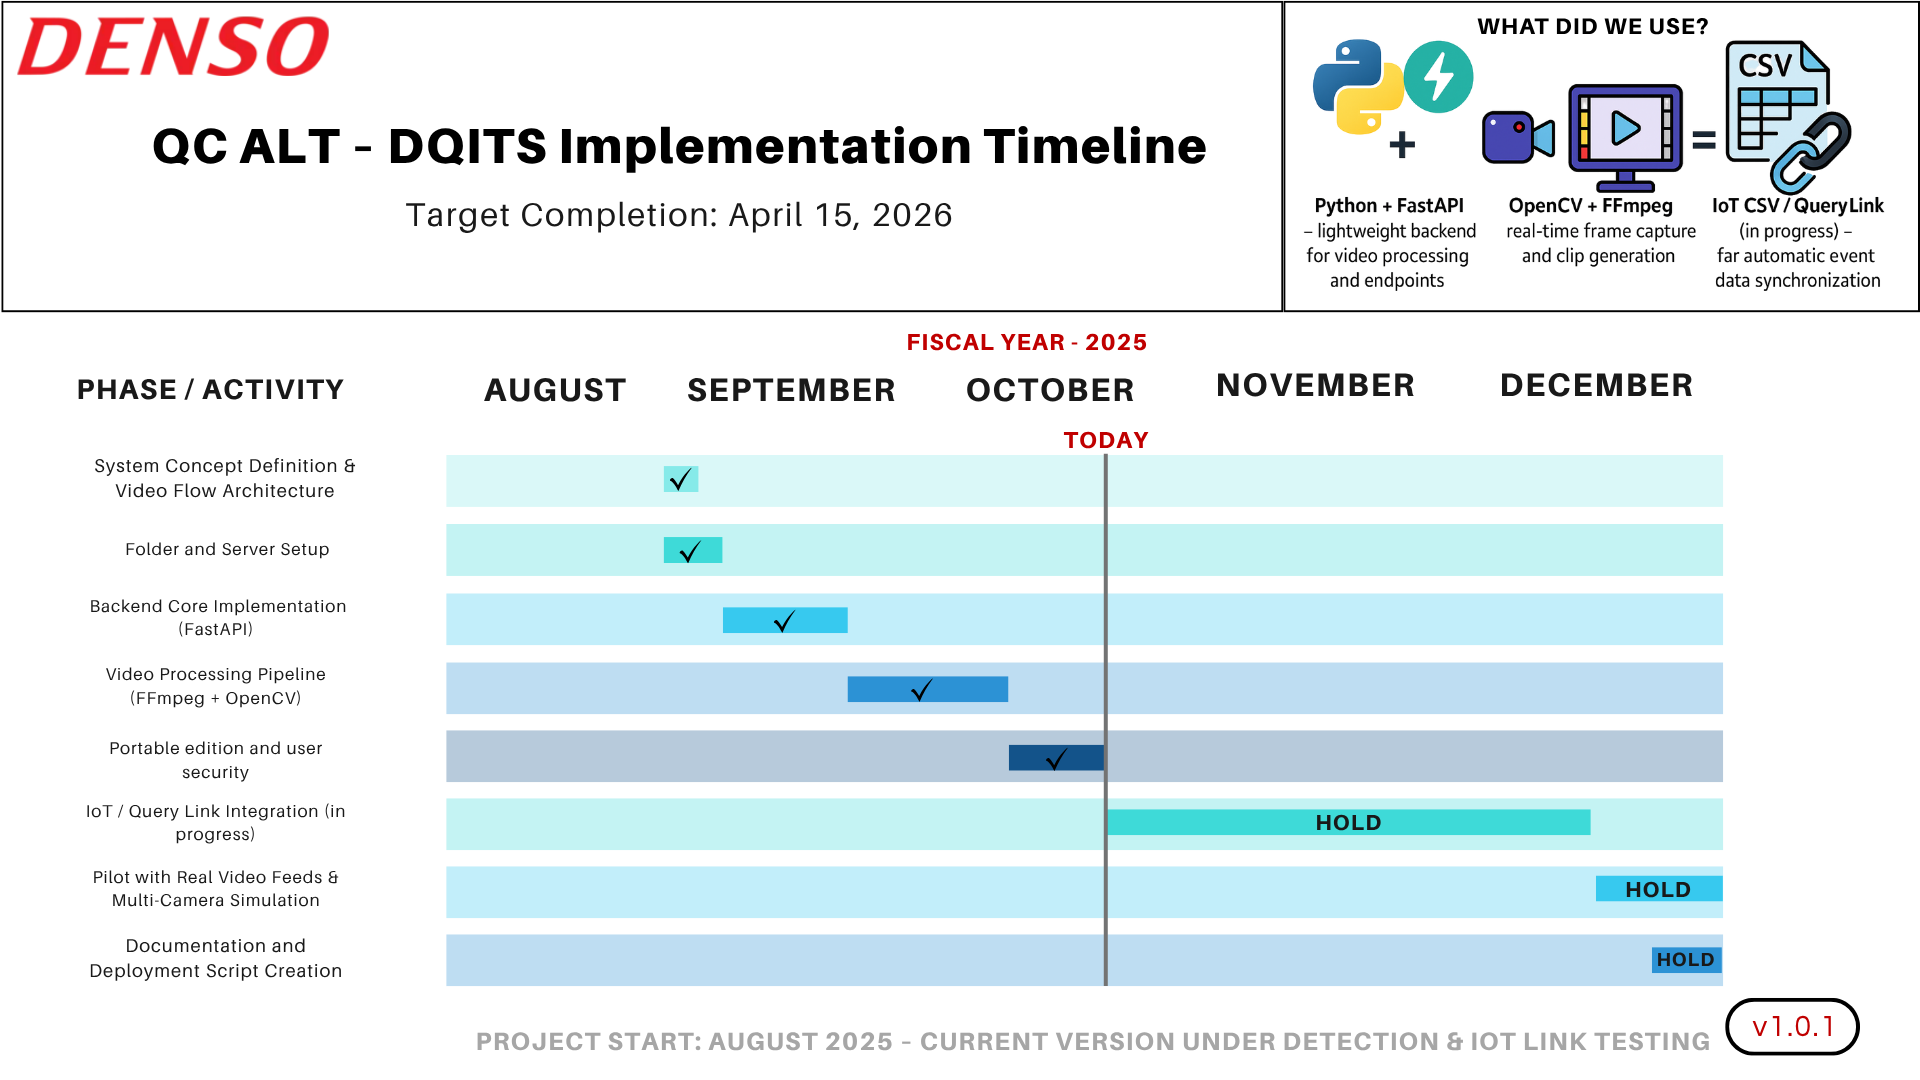 DENSO
QC ALT – DQITS Implementation Timeline
Target Completion: April 15, 2026
WHAT DID WE USE?
CSV
+
=
Python + FastAPI
– lightweight backend
for video processing
and endpoints
OpenCV + FFmpeg
real-time frame capture
and clip generation
IoT CSV / QueryLink
(in progress) –
far automatic event
data synchronization
FISCAL YEAR - 2025
PHASE / ACTIVITY
AUGUST
SEPTEMBER
OCTOBER
NOVEMBER
DECEMBER
TODAY
System Concept Definition &
Video Flow Architecture
Folder and Server Setup
Backend Core Implementation
(FastAPI)
Video Processing Pipeline
(FFmpeg + OpenCV)
Portable edition and user
security
IoT / Query Link Integration (in
progress)
HOLD
Pilot with Real Video Feeds &
Multi-Camera Simulation
HOLD
Documentation and
Deployment Script Creation
HOLD
PROJECT START: AUGUST 2025 – CURRENT VERSION UNDER DETECTION & IOT LINK TESTING
v1.0.1